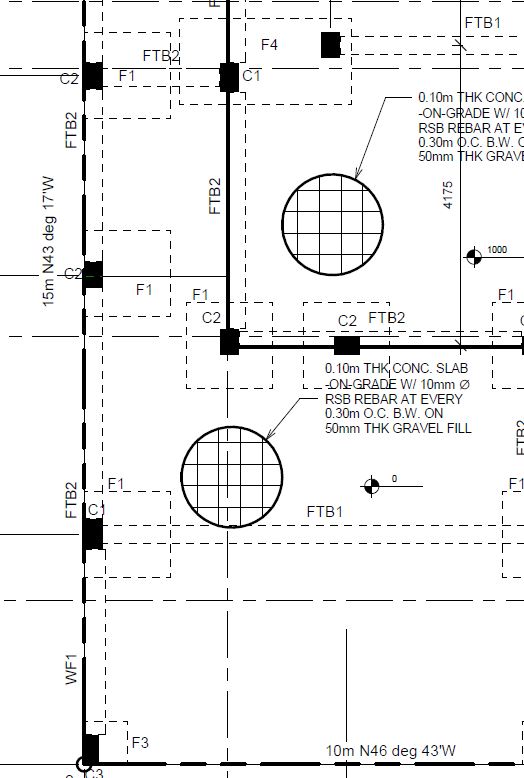 FTB1
F4
FTB2
C2
F1
C1
0.10m THK CONC.
-ON-GRADE W/ 10
RSB REBAR AT E
0.30m O.C. B.W. O
50mm THK GRAVE
FTB2
FTB2
4175
15m N43 deg 17'W
1000
C2
F1
F1
F1
C2
C2
FTB2
0.10m THK CONC. SLAB
-ON-GRADE W/ 10mm Ø
RSB REBAR AT EVERY
0.30m O.C. B.W. ON
50mm THK GRAVEL FILL
FTB2
0
F1
F1
FTB2
C1
FTB1
WF1
F3
10m N46 deg 43'W
C3